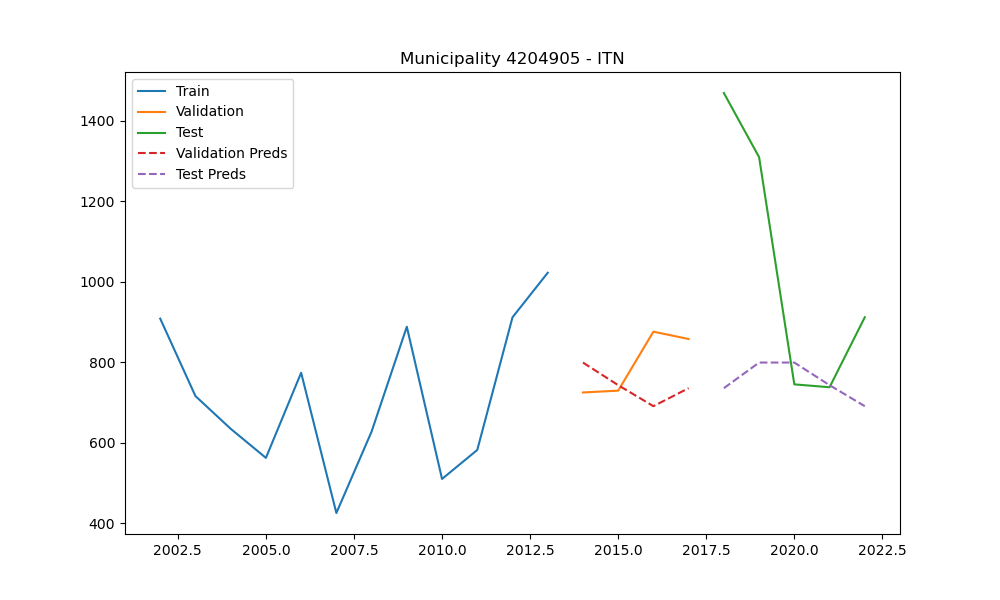 Municipality 4204905 - ITN
Train
Validation
Test
Validation Preds
Test Preds
1400
1200
1000
800
600
400
2002.5 2005.0 2007.5 2010.0 2012.5 2015.0 2017.5 2020.0 2022.5